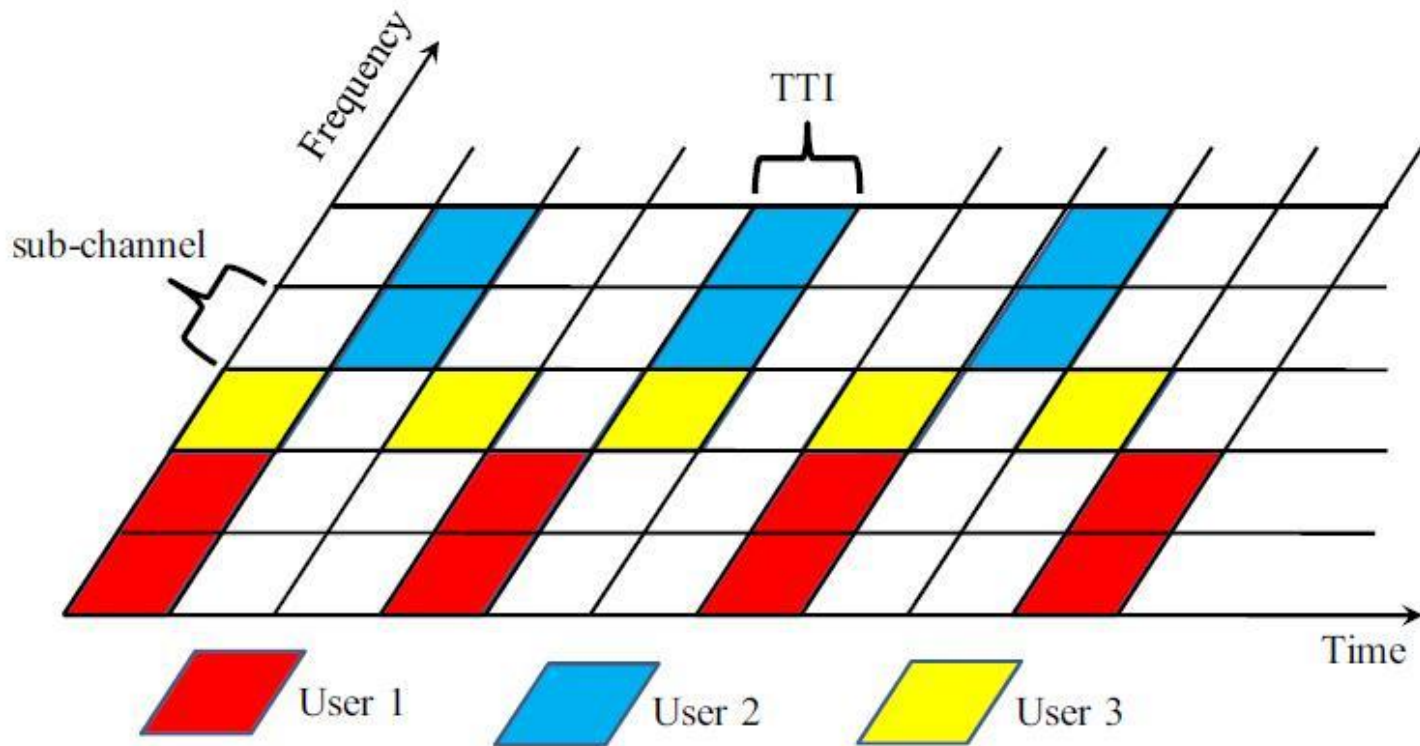 Frequency
TTI
sub-channel
Time
User 1
User 2
User 3